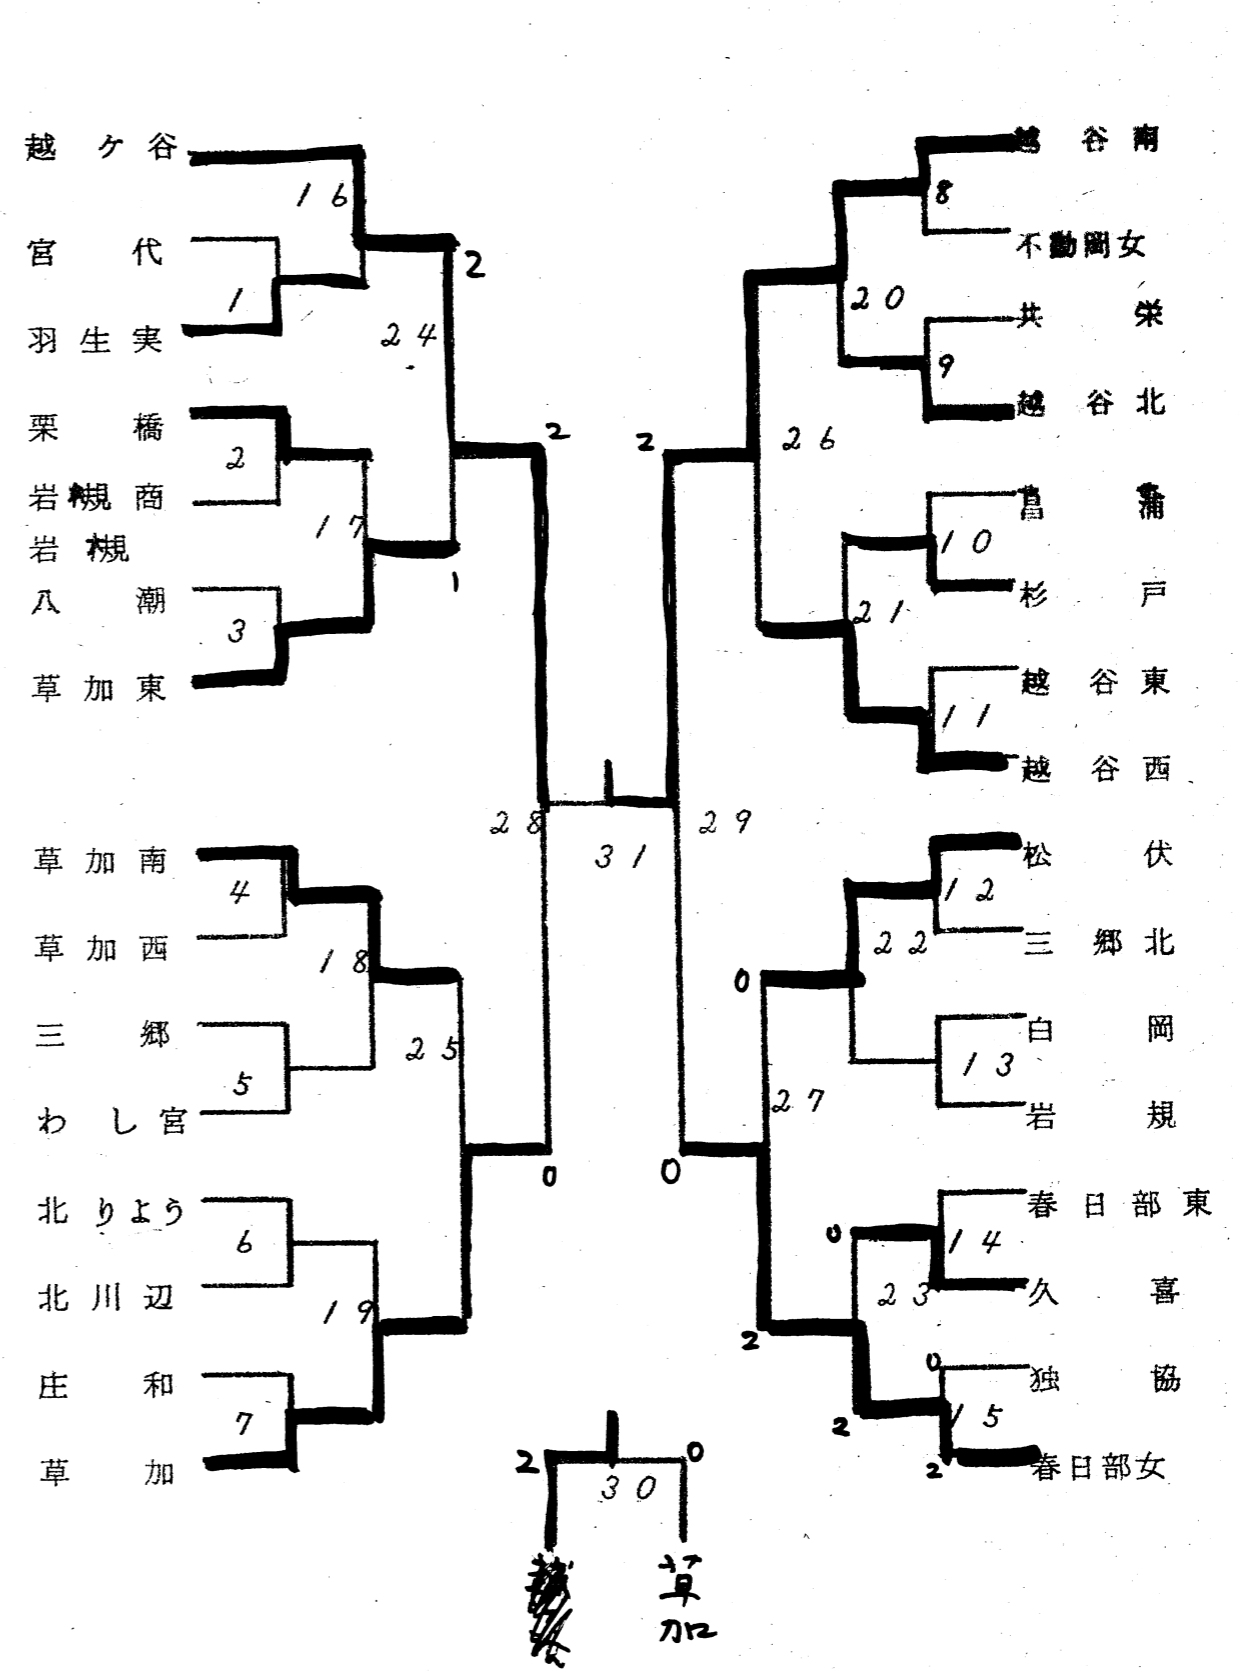 越ヶ谷
16
宮代
1
羽生実
2
24
栗橋
2
岩槻商
17
岩槻
八潮
3
草加東
1
2
28
草加南
4
草加西
18
三郷
5
わし宮
25
0
北りよう
6
北川辺
19
庄和
7
草加
31
越谷南
8
不動岡女
20
共栄
9
越谷北
2
26
菖蒲
10
杉戸
21
越谷東
11
越谷西
29
松伏
12
三郷北
22
0
白岡
13
岩規
27
0
春日部東
14
0
久喜
23
2
独協
0
15
2
春日部女
2
2
0
30
草加